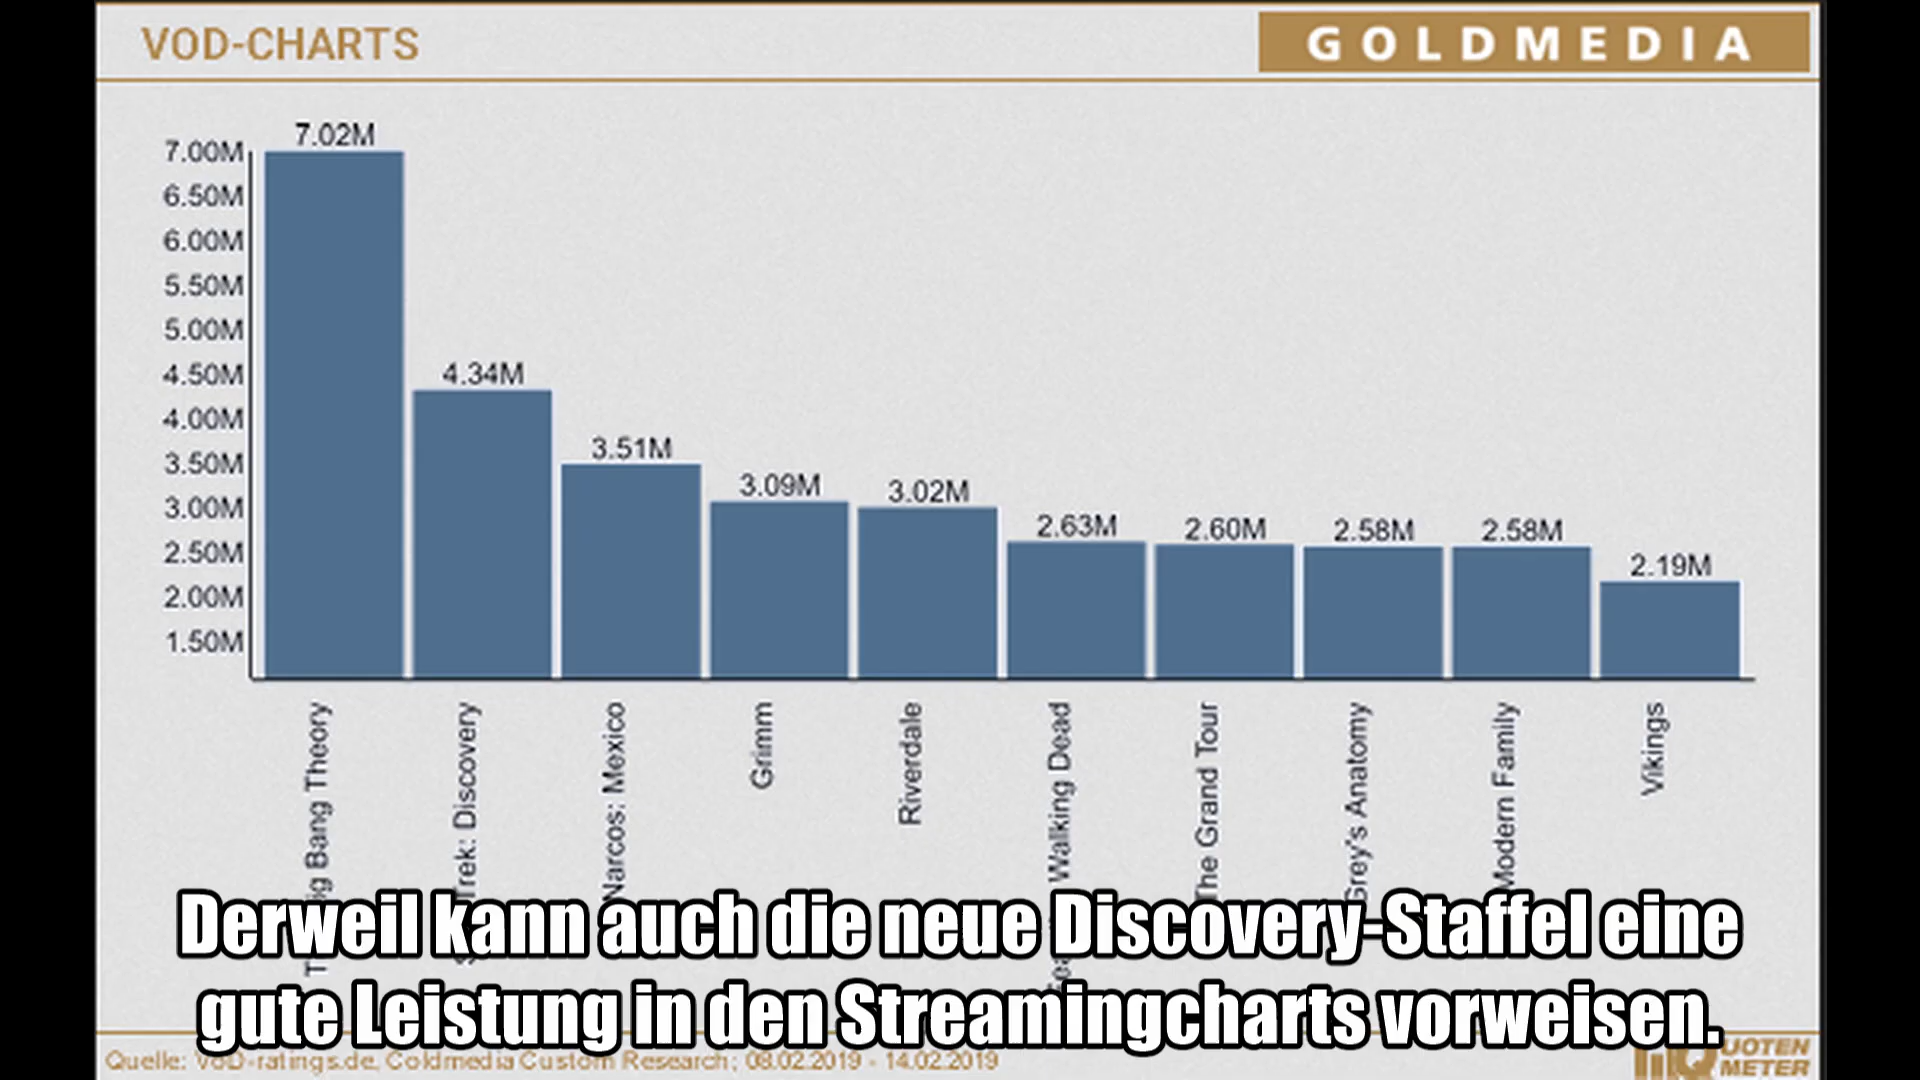 VOD-CHARTS
GOLDMEDIA
7.00M
6.50M
6.00M
5.50M
5.00M
4.50M
4.00M
3.50M
3.00M
2.50M
2.00M
1.50M
7.02M
4.34M
3.51M
3.09M
3.02M
2.63M
2.60M
2.58M
2.58M
2.19M
Bang Theory
Trek: Discovery
Narcos: Mexico
Grimm
Riverdale
Walking Dead
The Grand Tour
Grey's Anatomy
Modern Family
Vikings
Derweil kann auch die neue Discovery-Staffel eine
gute Leistung in den Streamingcharts vorweisen.
Quelle: VoD-ratings.de, Goldmedia Custom Research; 08.02.2019 - 14.02.2019
QUOTEN
METER